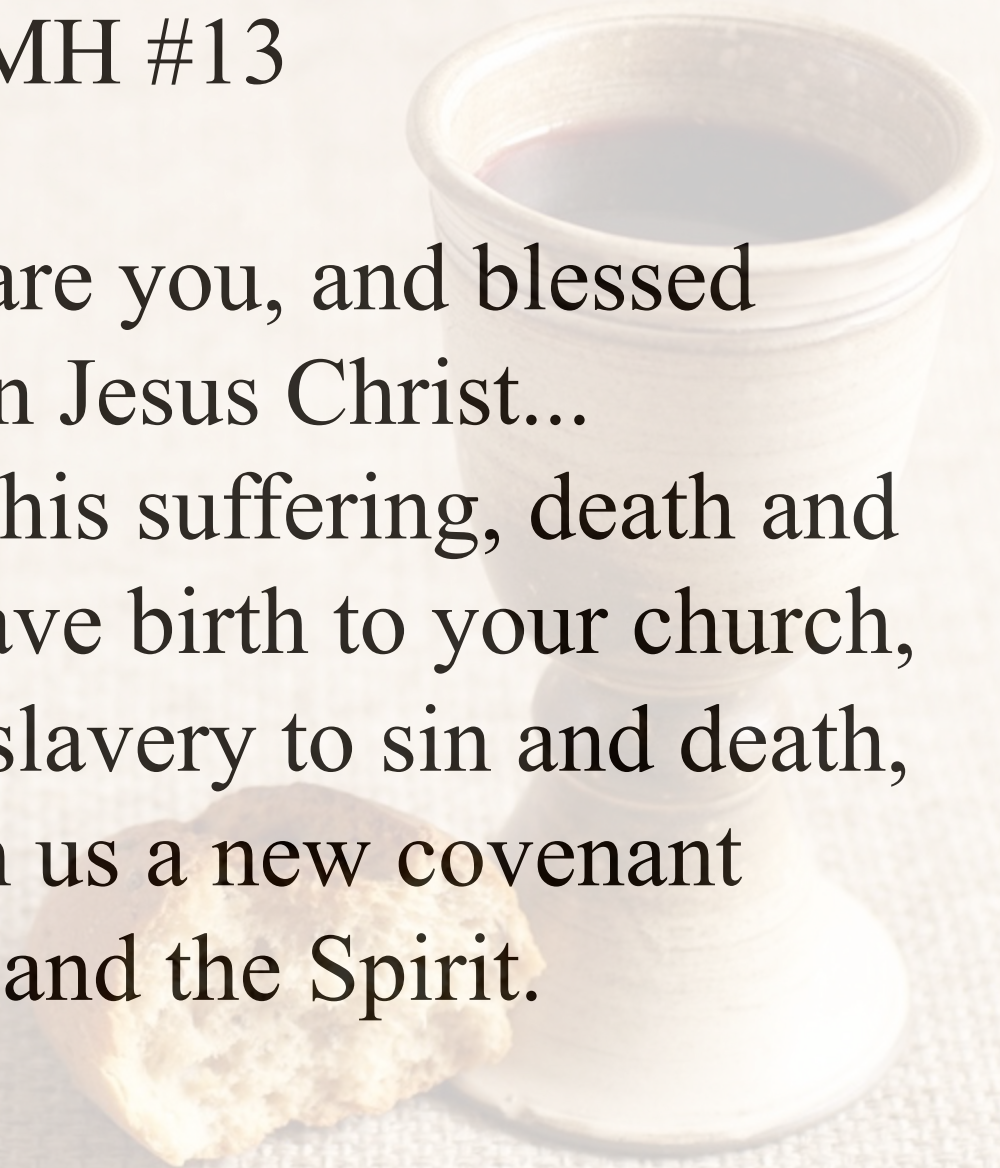 MH #13
are you, and blessed
n Jesus Christ...
his suffering, death and
ave birth to your church,
slavery to sin and death,
us a new covenant
and the Spirit.